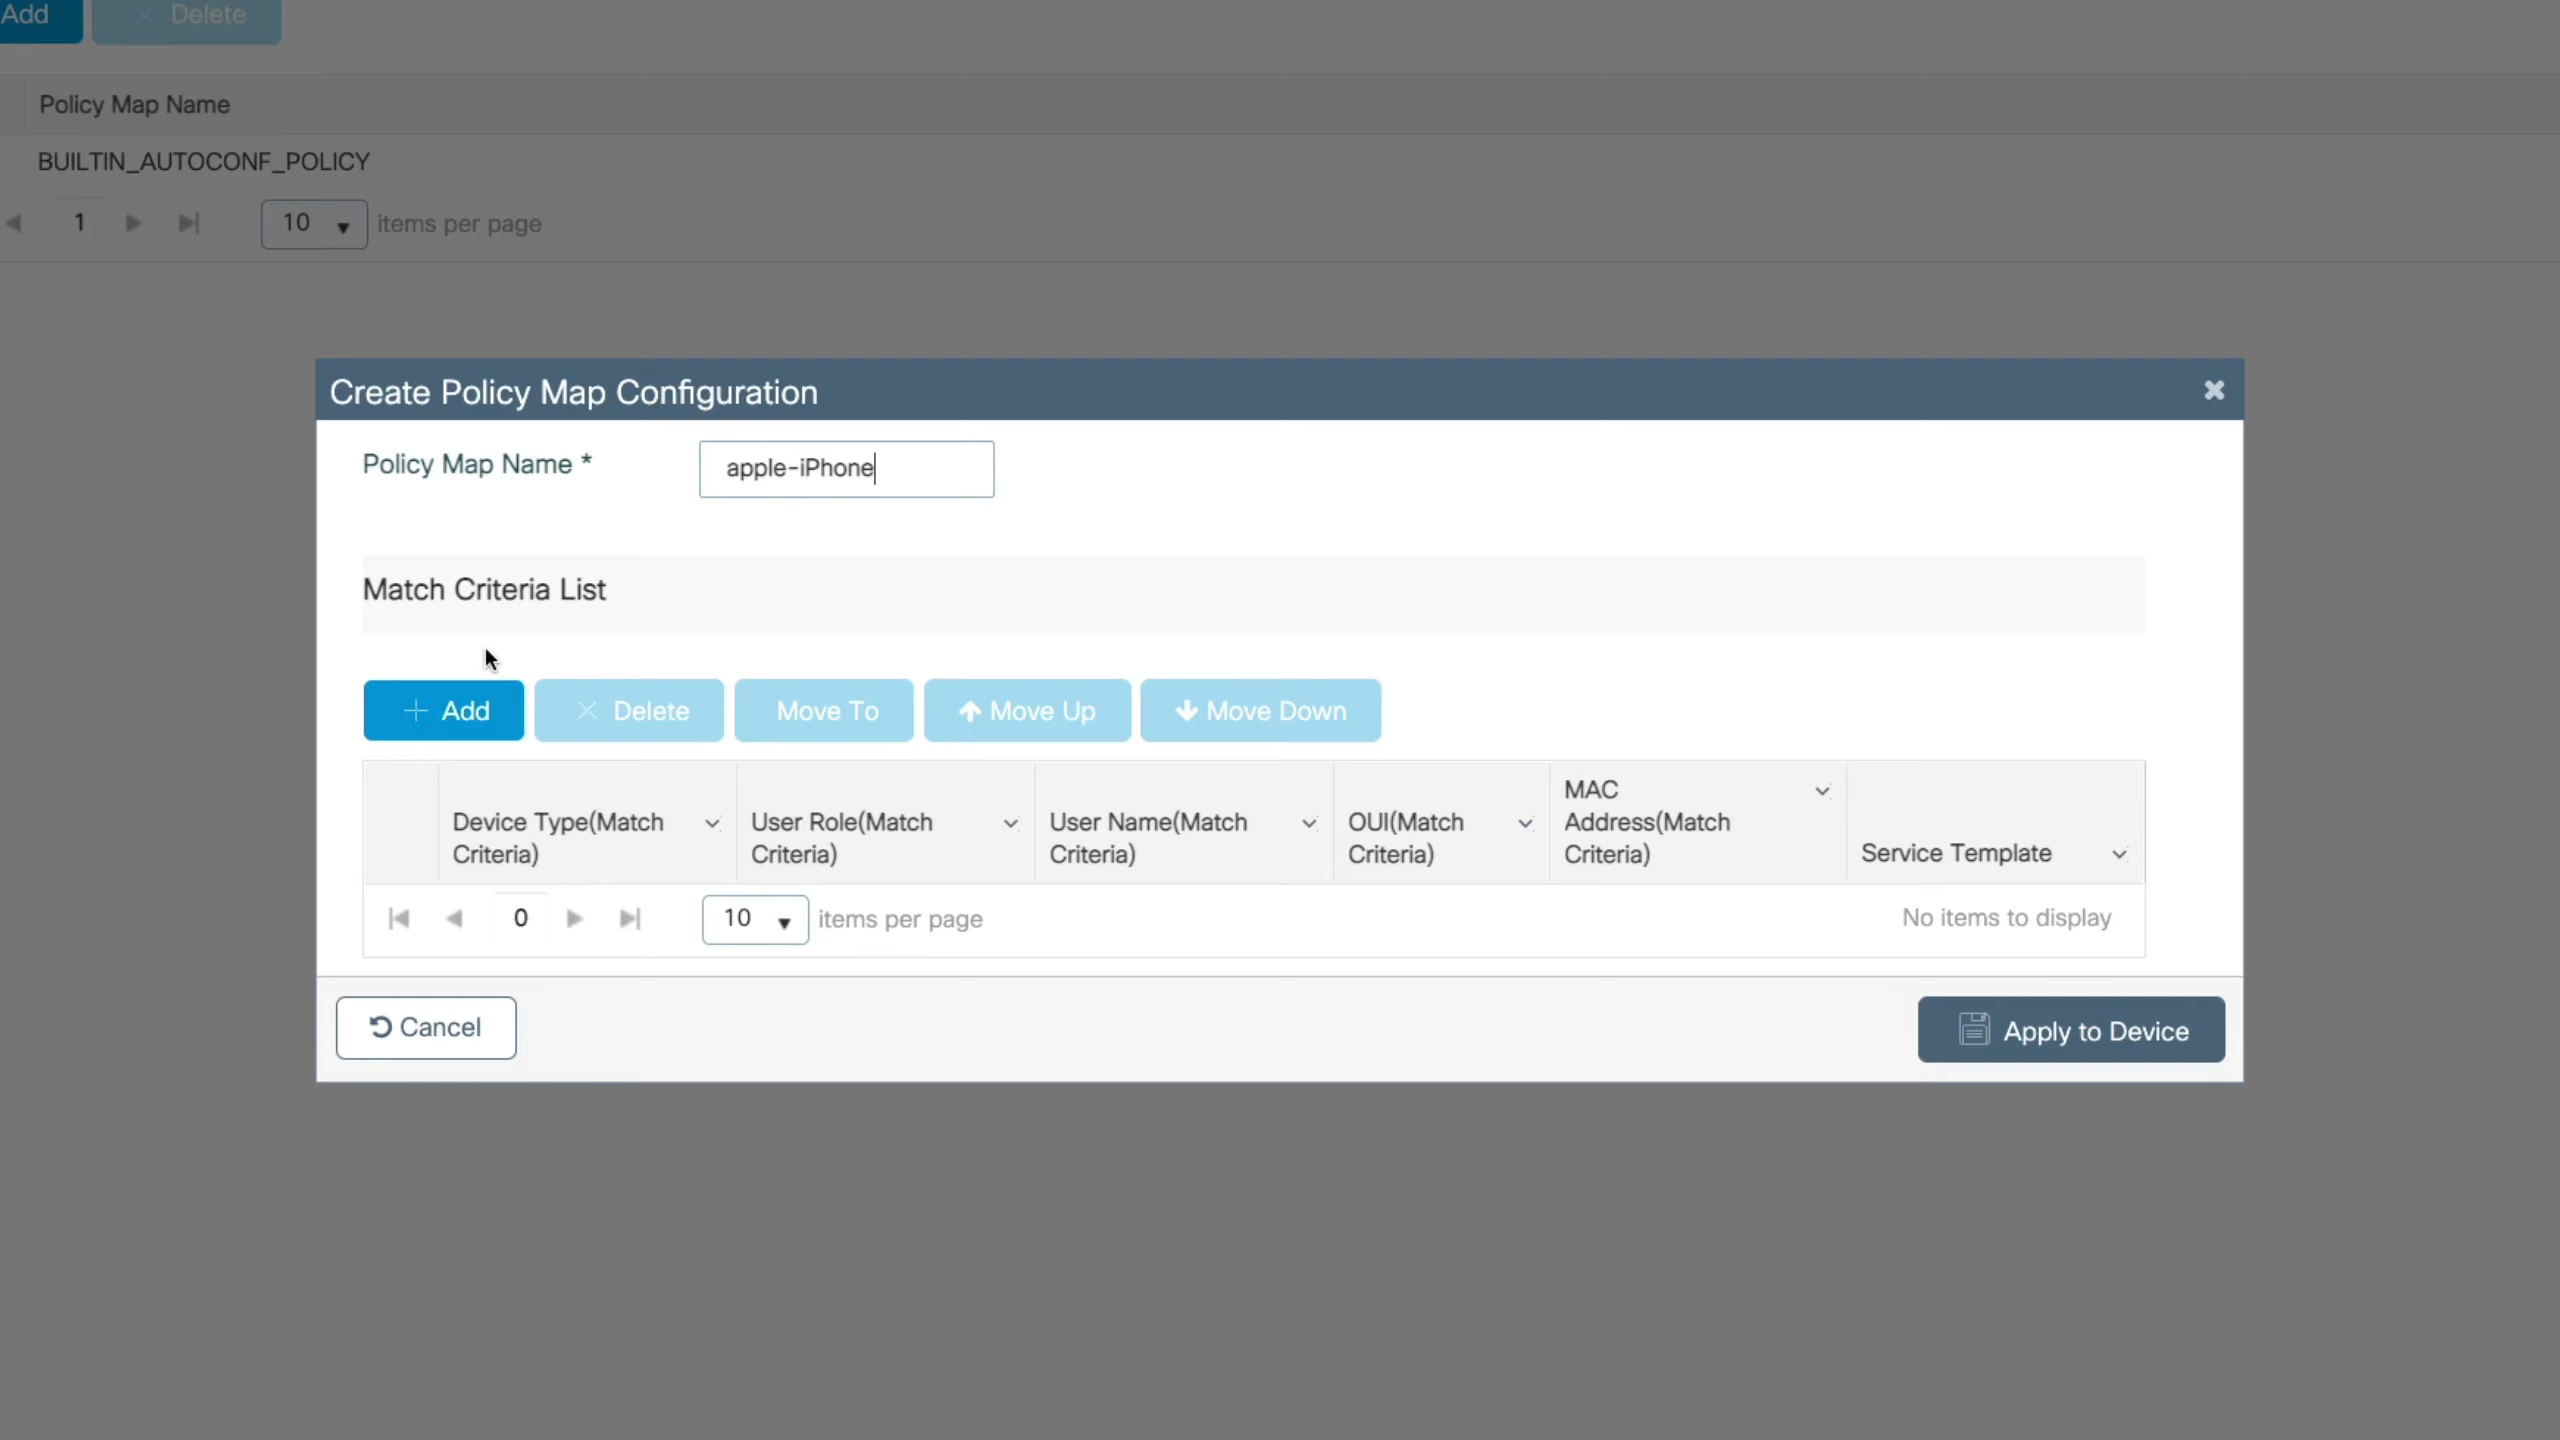 Add
Delete
Policy Map Name
BUILTIN_AUTOCONF_POLICY
1
10
items per page
Create Policy Map Configuration
Policy Map Name *
apple-iPhone
Match Criteria List
Add
Delete
Move To
Move Up
Move Down
Device Type(Match
Criteria)
User Role(Match
Criteria)
User Name(Match
Criteria)
OUI(Match
Criteria)
MAC
Address(Match
Criteria)
Service Template
0
10
items per page
No items to display
Cancel
Apply to Device